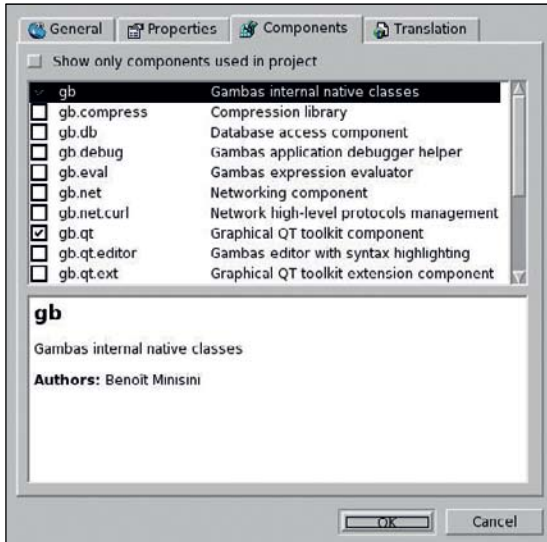 General Properties Components Translation
Show only components used in project
gb Gambas internal native classes
gb.compress Compression library
gb.db Database access component
gb.debug Gambas application debugger helper
gb.eval Gambas expression evaluator
gb.net Networking component
gb.net.curl Network high-level protocols management
gb.qt Graphical QT toolkit component
gb.qt.editor Gambas editor with syntax highlighting
gb.qt.ext Graphical QT toolkit extension component
gb
Gambas internal native classes
Authors: Benoît Minisini
OK Cancel